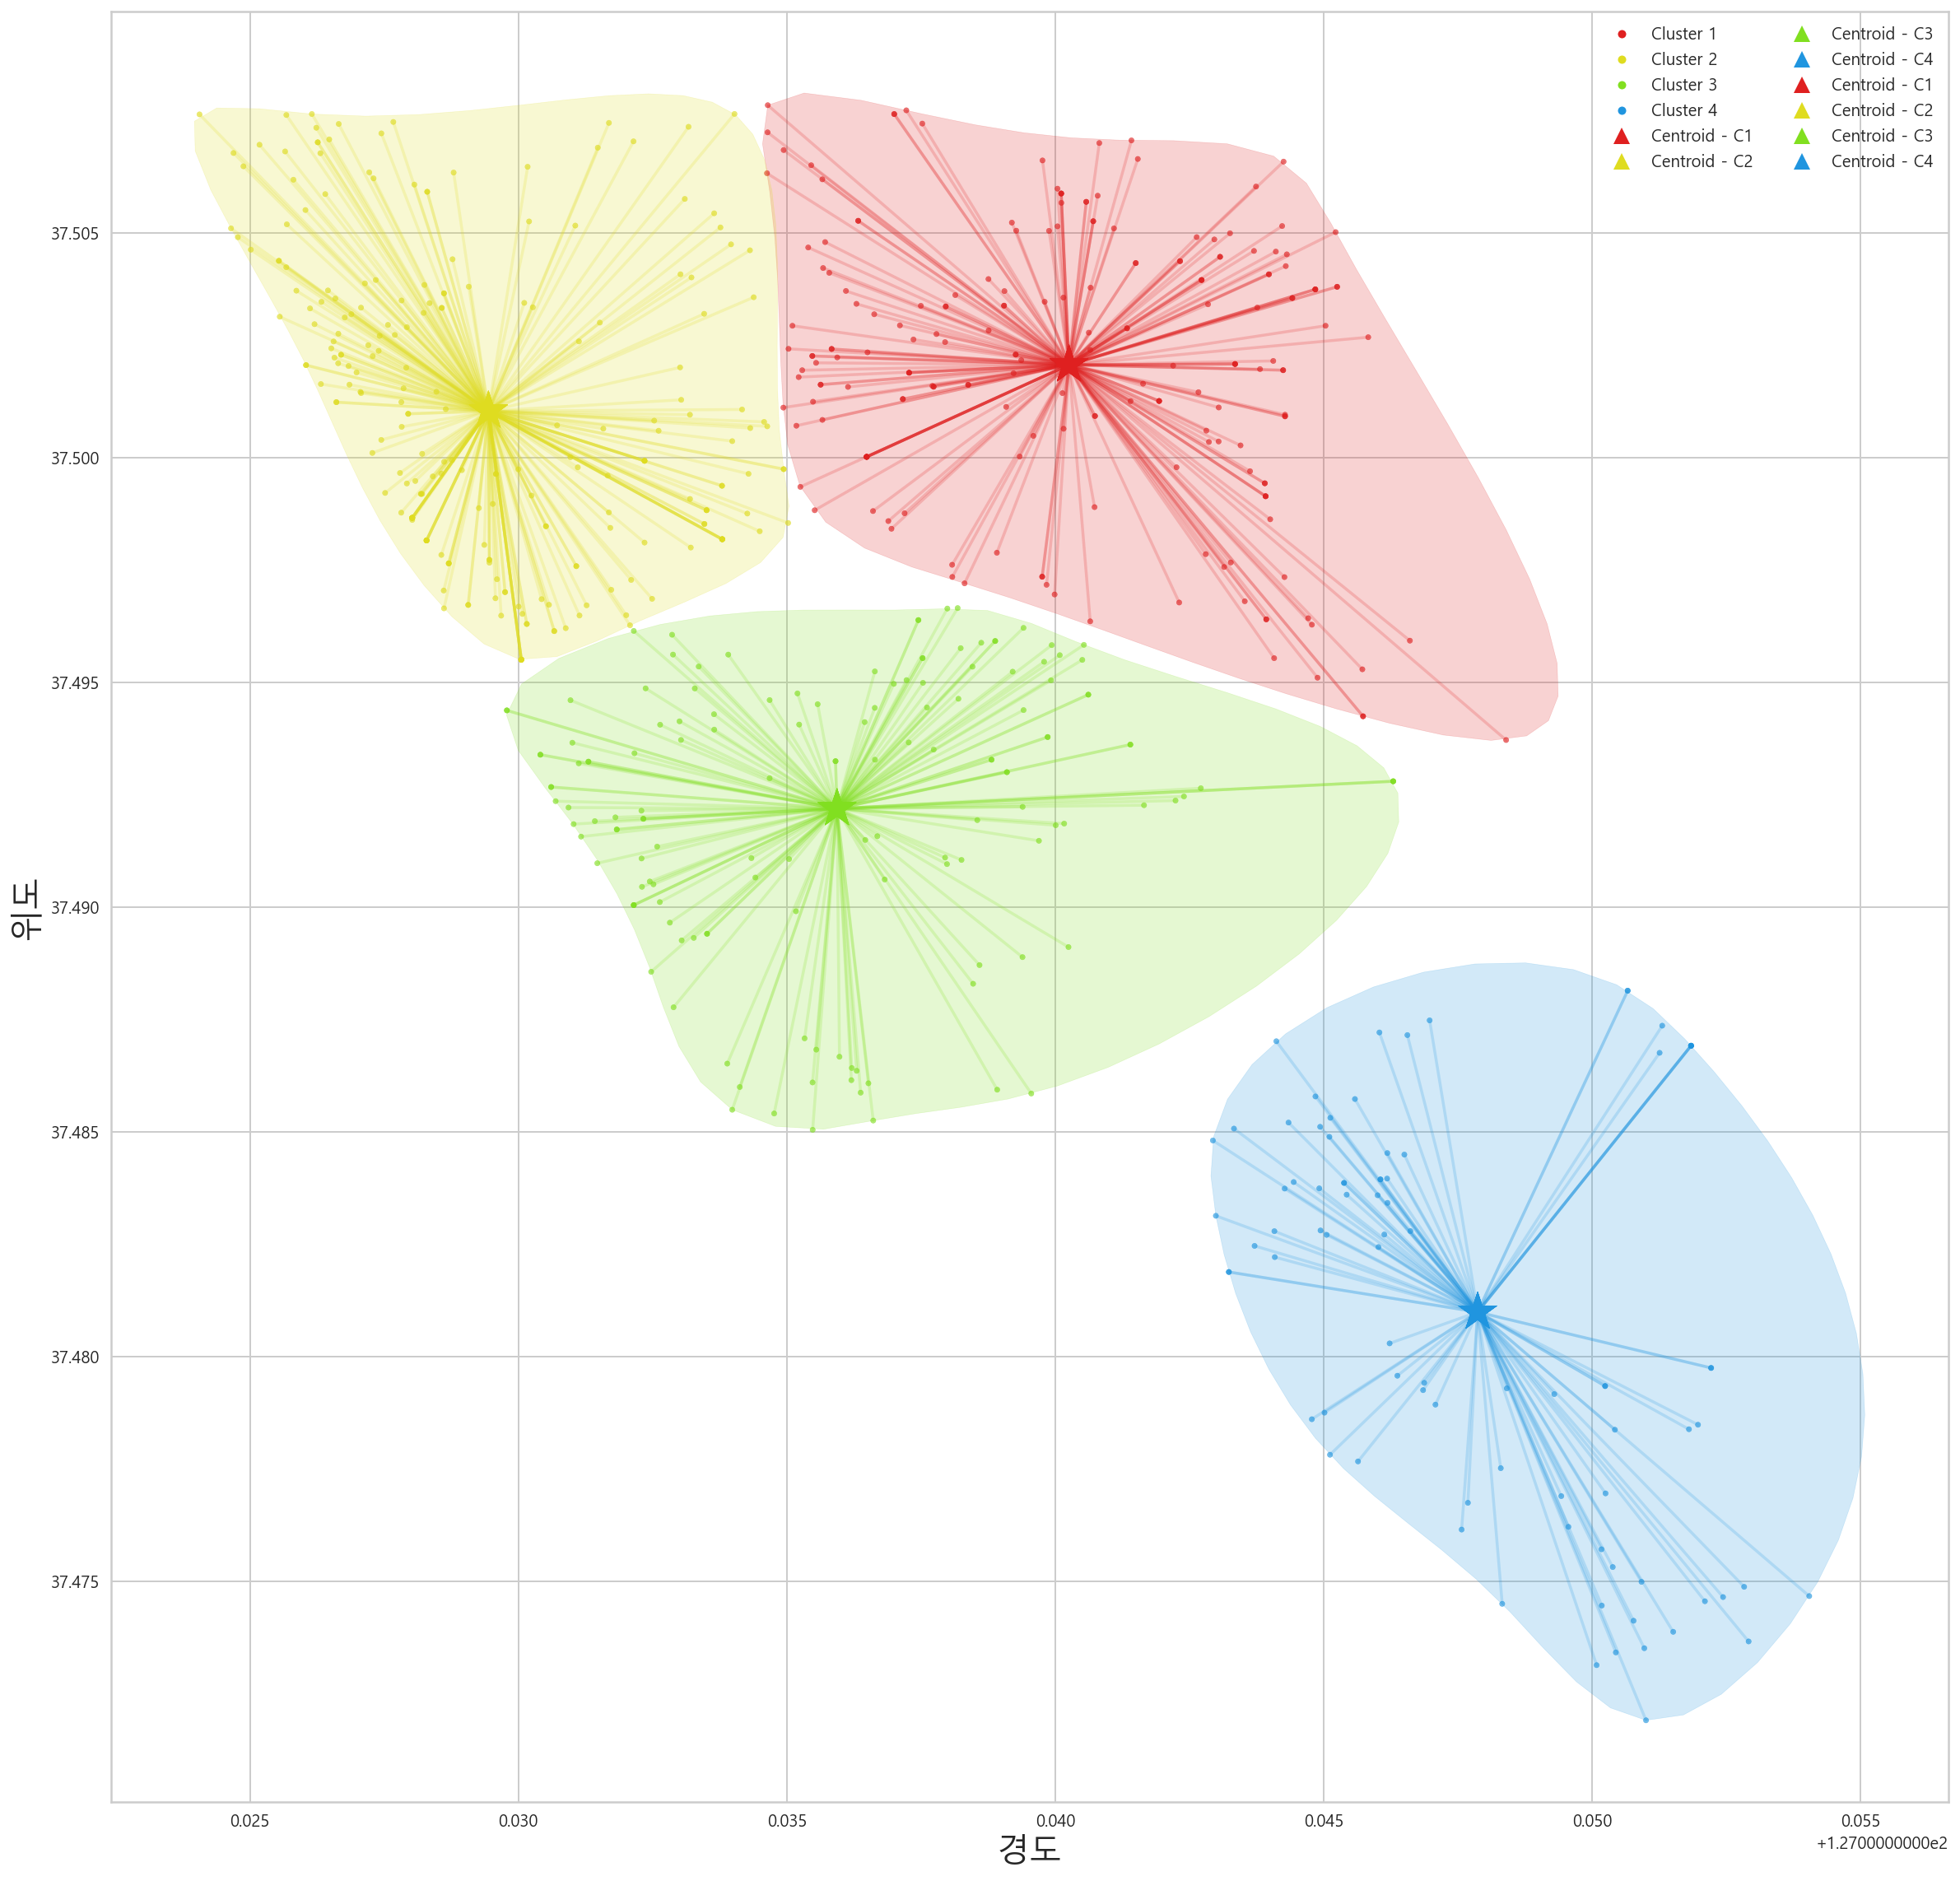 Cluster 1
Cluster 2
Cluster 3
Cluster 4
Centroid - C1
Centroid - C2
Centroid - C3
Centroid - C4
Centroid - C1
Centroid - C2
Centroid - C3
Centroid - C4
37.505
37.500
37.495
37.490
37.485
37.480
37.475
위도
0.025 0.030 0.035 0.040 0.045 0.050 0.055
+1.2700000000e2
경도